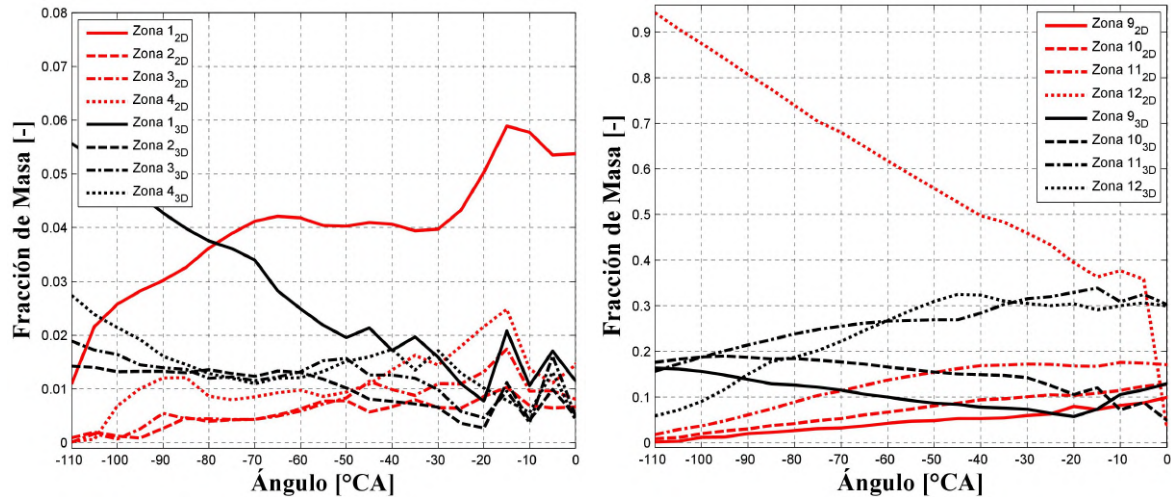 0.08
0.07
0.06
0.05
0.04
0.03
0.02
0.01
0
Fracción de Masa [-]
Zona 1 2D
Zona 2 2D
Zona 3 2D
Zona 4 2D
Zona 1 3D
Zona 2 3D
Zona 3 3D
Zona 4 3D
-110 -100 -90 -80 -70 -60 -50 -40 -30 -20 -10 0
Ángulo [°CA]
0.9
0.8
0.7
0.6
0.5
0.4
0.3
0.2
0.1
0
Fracción de Masa [-]
Zona 9 2D
Zona 10 2D
Zona 11 2D
Zona 12 2D
Zona 9 3D
Zona 10 3D
Zona 11 3D
Zona 12 3D
-110 -100 -90 -80 -70 -60 -50 -40 -30 -20 -10 0
Ángulo [°CA]